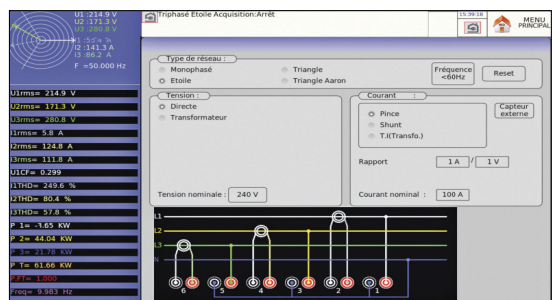 U1 :214.9 V
U2 :171.3 V
U3 :280.8 V
I2 :141.3 A
I3 :86.2 A
F =50.000 Hz
Triphasé Etoile Acquisition:Arrêt
15:39:18
MENU
PRINCIPAL
Type de réseau :
Monophasé
Triangle
Etoile
Triangle Aaron
Fréquence
<60Hz
Reset
Tension :
Directe
Transformateur
Tension nominale :
240 V
Courant :
Pince
Shunt
T.I(Transfo.)
Capteur
externe
Rapport
1 A / 1 V
Courant nominal :
100 A
U1rms= 214.9 V
U2rms= 171.3 V
U3rms= 280.8 V
I1rms= 5.8 A
I2rms= 124.8 A
I3rms= 111.8 A
U1CF= 0.299
I1THD= 249.6 %
I2THD= 80.4 %
I3THD= 57.8 %
P 2= 44.04 KW
P 3= 21.78 KW
P T= 61.66 KW
P.FT= 1.000
Freq= 9.983 Hz
L1
L2
L3
N
6 5 4 3 2 1